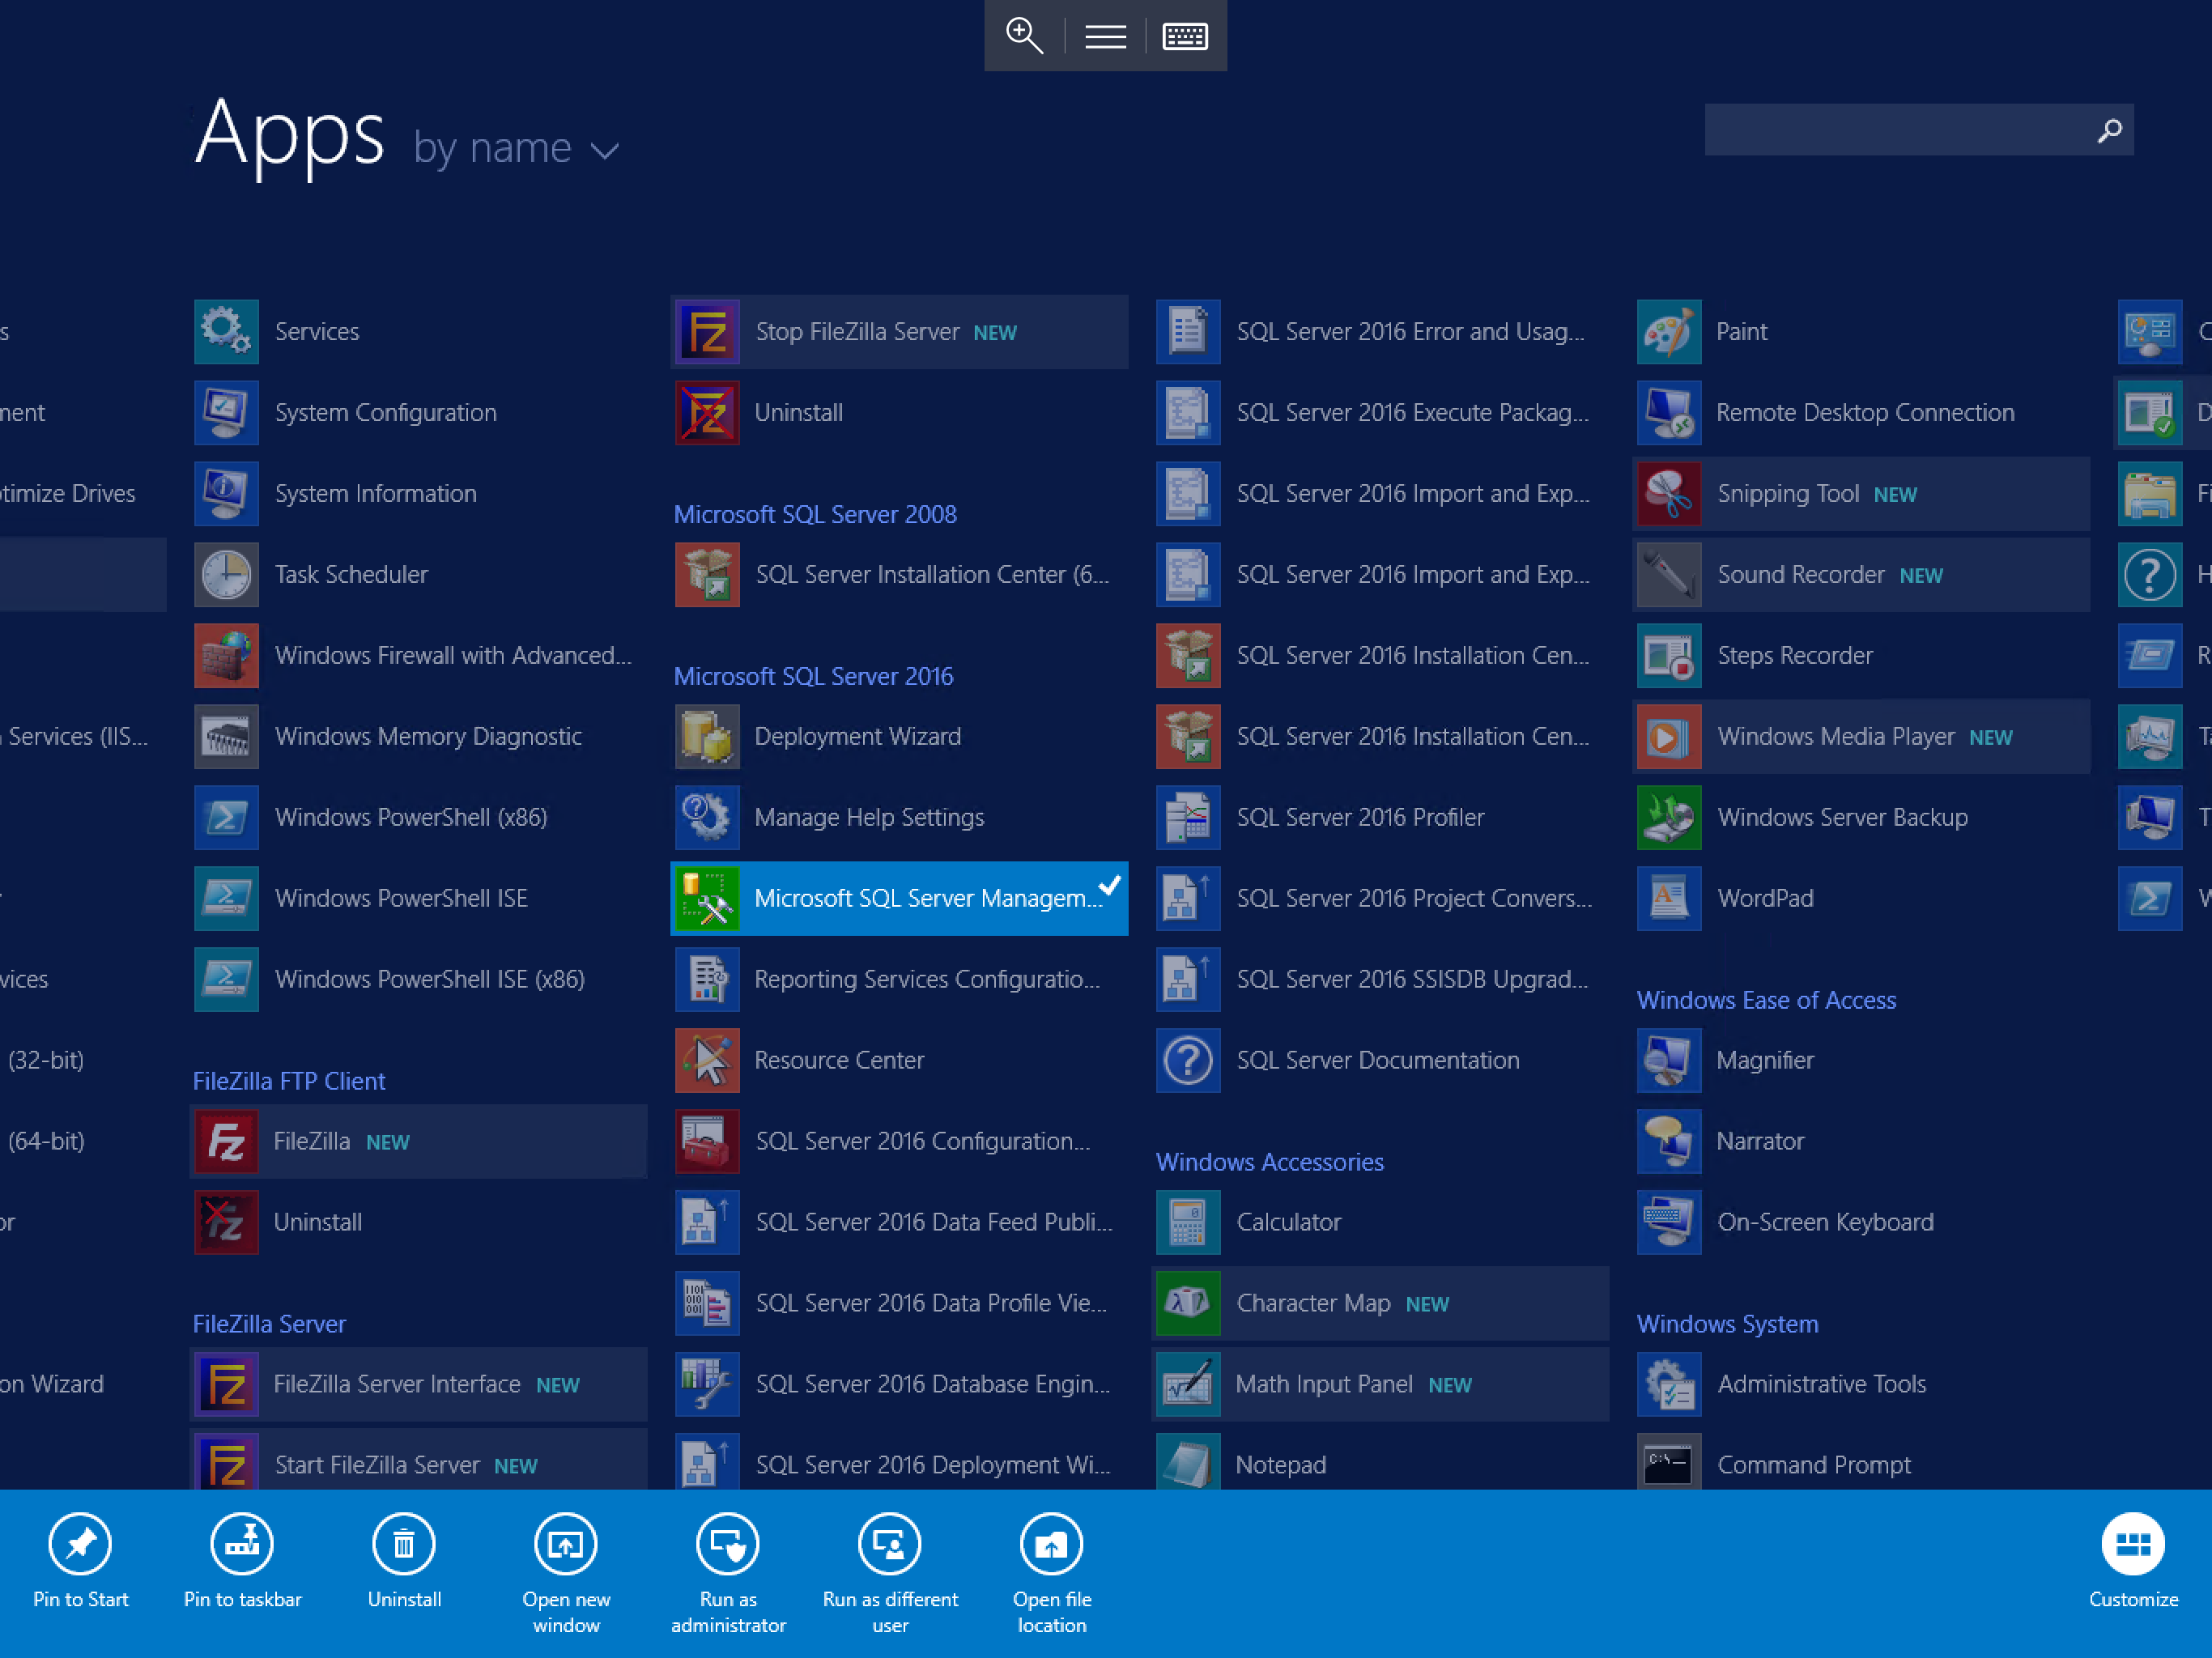 Apps by name
s
ment
timize Drives
Services (IIS...
vices
(32-bit)
(64-bit)
or
on Wizard
Services
System Configuration
System Information
Task Scheduler
Windows Firewall with Advanced...
Windows Memory Diagnostic
Windows PowerShell (x86)
Windows PowerShell ISE
Windows PowerShell ISE (x86)
FileZilla FTP Client
FileZilla NEW
Uninstall
FileZilla Server
FileZilla Server Interface NEW
Start FileZilla Server NEW
Stop FileZilla Server NEW
Uninstall
Microsoft SQL Server 2008
SQL Server Installation Center (6...
Microsoft SQL Server 2016
Deployment Wizard
Manage Help Settings
Microsoft SQL Server Managem...
Reporting Services Configuratio...
Resource Center
SQL Server 2016 Configuration...
SQL Server 2016 Data Feed Publi...
SQL Server 2016 Data Profile Vie...
SQL Server 2016 Database Engin...
SQL Server 2016 Deployment Wi...
SQL Server 2016 Error and Usag...
SQL Server 2016 Execute Packag...
SQL Server 2016 Import and Exp...
SQL Server 2016 Import and Exp...
SQL Server 2016 Installation Cen...
SQL Server 2016 Installation Cen...
SQL Server 2016 Profiler
SQL Server 2016 Project Convers...
SQL Server 2016 SSISDB Upgrad...
SQL Server Documentation
Windows Accessories
Calculator
Character Map NEW
Math Input Panel NEW
Notepad
Paint
Remote Desktop Connection
Snipping Tool NEW
Sound Recorder NEW
Steps Recorder
Windows Media Player NEW
Windows Server Backup
WordPad
Windows Ease of Access
Magnifier
Narrator
On-Screen Keyboard
Windows System
Administrative Tools
Command Prompt
Pin to Start
Pin to taskbar
Uninstall
Open new
window
Run as
administrator
Run as different
user
Open file
location
Customize